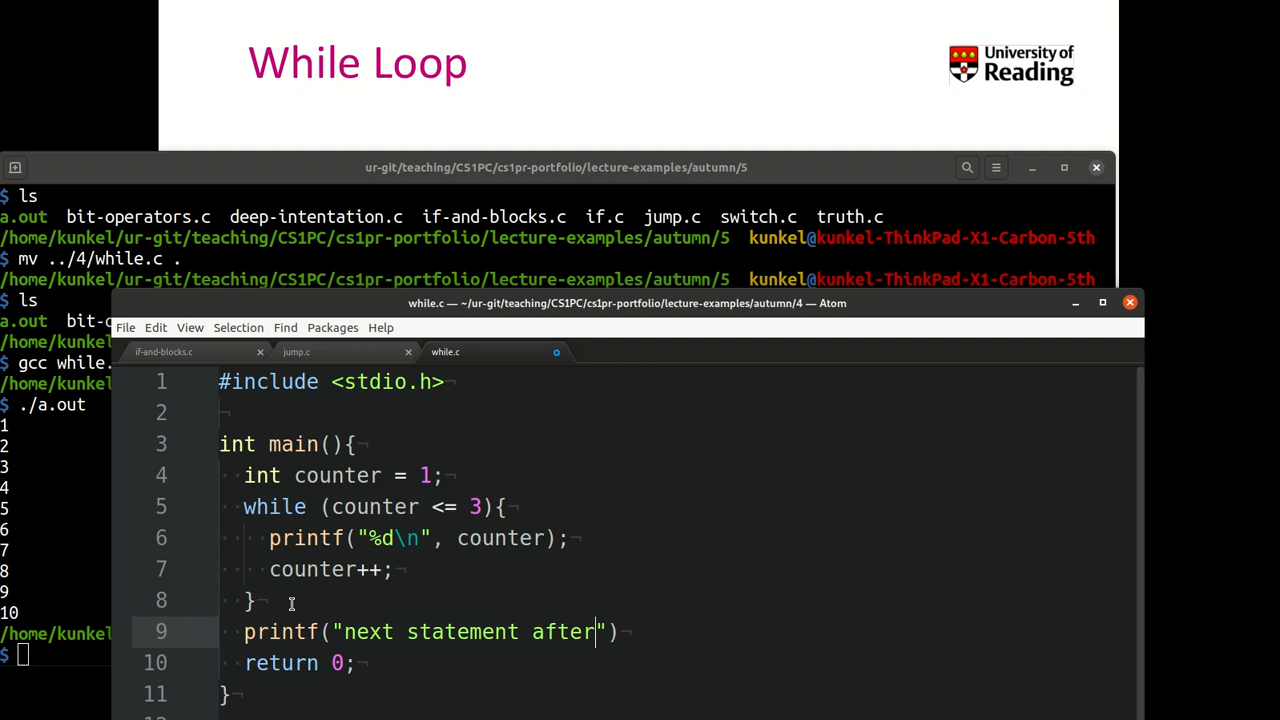 While Loop
University of
Reading
ur-git/teaching/CS1PC/cs1pr-portfolio/lecture-examples/autumn/5
$ ls
a.out bit-operators.c deep-intentation.c if-and-blocks.c if.c jump.c switch.c truth.c
/home/kunkel/ur-git/teaching/CS1PC/cs1pr-portfolio/lecture-examples/autumn/5 kunkel@kunkel-ThinkPad-X1-Carbon-5th
$ mv ../4/while.c .
/home/kunkel/ur-git/teaching/CS1PC/cs1pr-portfolio/lecture-examples/autumn/5 kunkel@kunkel-ThinkPad-X1-Carbon-5th
$ ls
a.out bit-o
/home/kunkel
$ gcc while.
/home/kunkel
$ ./a.out
1
2
3
4
5
6
7
8
9
10
/home/kunkel
$
while.c — ~/ur-git/teaching/CS1PC/cs1pr-portfolio/lecture-examples/autumn/4 — Atom
File Edit View Selection Find Packages Help
if-and-blocks.c jump.c while.c
1 #include <stdio.h>
2
3 int main(){
4 int counter = 1;
5 while (counter <= 3){
6 printf("%d\n", counter);
7 counter++;
8 }
9 printf("next statement after")
10 return 0;
11 }